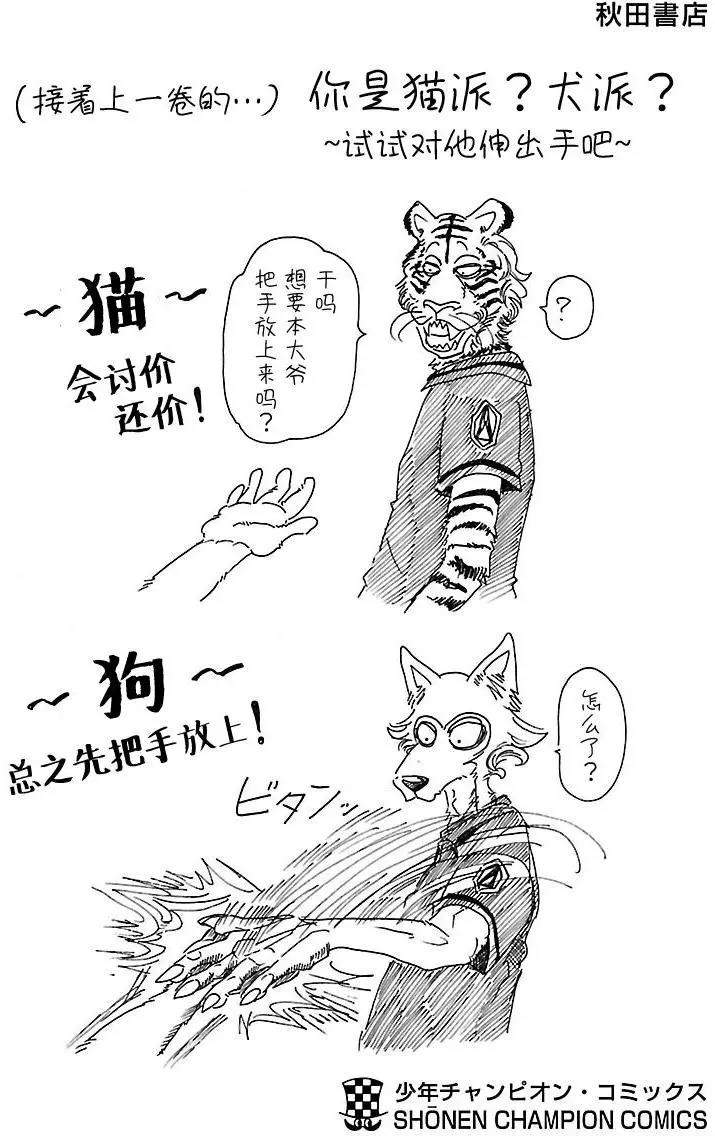 秋田書店
(接着上一卷的…) 你是猫派？犬派？
~试试对他伸出手吧~
~猫~
会讨价
还价！
干吗
想要本大爷
把手放上来吗？
？
~狗~
总之先把手放上！
怎么了？
ビタンッ
少年チャンピオン・コミックス
SHŌNEN CHAMPION COMICS